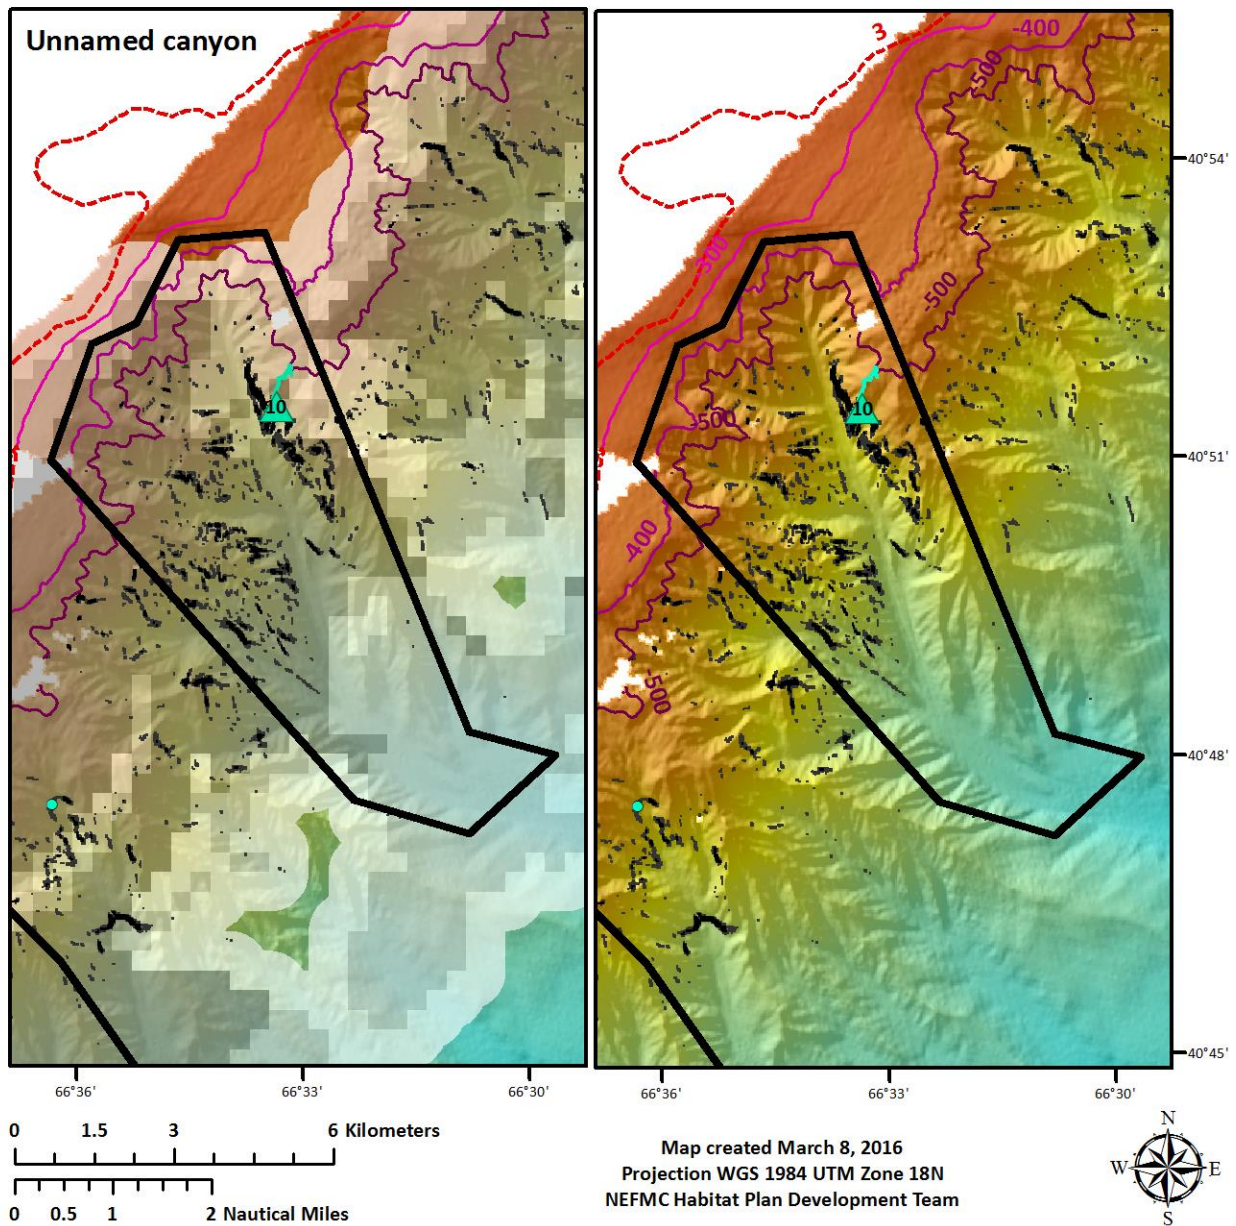 Unnamed canyon
3
-400
-500
40°54'
-300
-500
10
10
-500
40°51'
-400
-500
40°48'
40°45'
66°36'
66°33'
66°30'
66°36'
66°33'
66°30'
0 1.5 3 6 Kilometers
0 0.5 1 2 Nautical Miles
Map created March 8, 2016
Projection WGS 1984 UTM Zone 18N
NEFMC Habitat Plan Development Team
N
W E
S